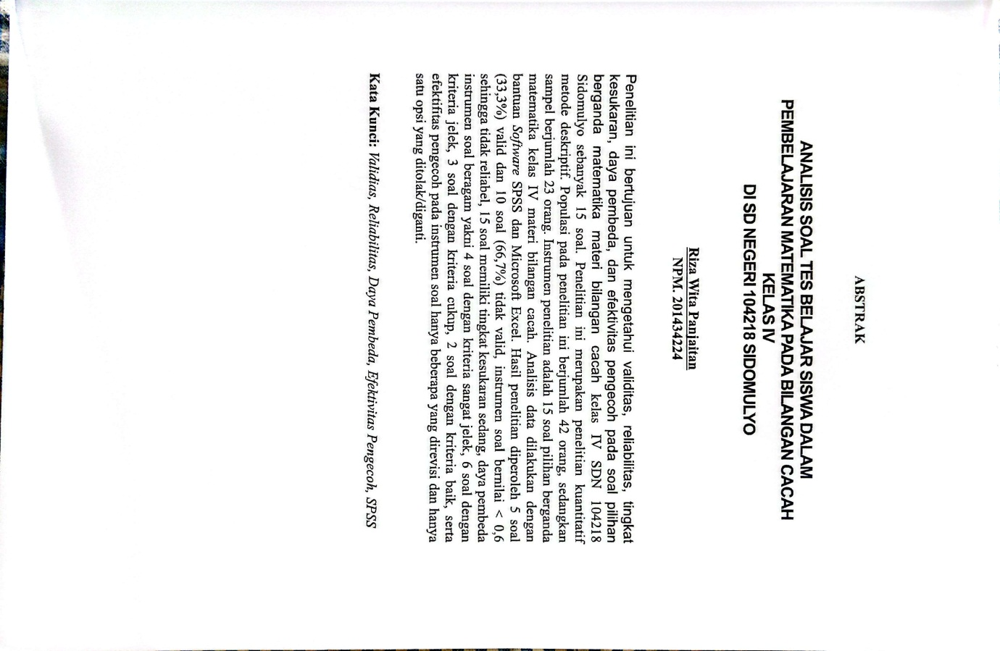 ABSTRAK
ANALISIS SOAL TES BELAJAR SISWA DALAM
PEMBELAJARAN MATEMATIKA PADA BILANGAN CACAH
KELAS IV
DI SD NEGERI 104218 SIDOMULYO
Riza Wita Panjaitan
NPM. 201434224
Penelitian ini bertujuan untuk mengetahui validitas, reliabilitas, tingkat
kesukaran, daya pembeda, dan efektivitas pengecoh pada soal pilihan
berganda matematika materi bilangan cacah kelas IV SDN 104218
Sidomulyo sebanyak 15 soal. Penelitian ini merupakan penelitian kuantitatif
metode deskriptif. Populasi pada penelitian ini berjumlah 42 orang, sedangkan
sampel berjumlah 23 orang. Instrumen penelitian adalah 15 soal pilihan berganda
matematika kelas IV materi bilangan cacah. Analisis data dilakukan dengan
bantuan Software SPSS dan Microsoft Excel. Hasil penelitian diperoleh 5 soal
(33,3%) valid dan 10 soal (66,7%) tidak valid, instrumen soal bernilai < 0,6
sehingga tidak reliabel, 15 soal memiliki tingkat kesukaran sedang, daya pembeda
instrumen soal beragam yakni 4 soal dengan kriteria sangat jelek, 6 soal dengan
kriteria jelek, 3 soal dengan kriteria cukup, 2 soal dengan kriteria baik, serta
efektifitas pengecoh pada instrumen soal hanya beberapa yang direvisi dan hanya
satu opsi yang ditolak/diganti.
Kata Kunci: Validias, Reliabilitas, Daya Pembeda, Efektivitas Pengecoh, SPSS